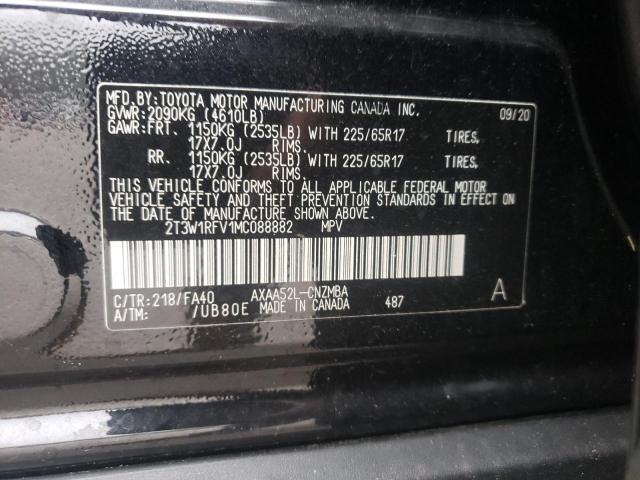 MFD.BY:TOYOTA MOTOR MANUFACTURING CANADA INC. 09/20
GVWR:2090KG (4610LB)
GAWR:FRT. 1150KG (2535LB) WITH 225/65R17 TIRES,
17X7.0J RIMS.
RR. 1150KG (2535LB) WITH 225/65R17 TIRES,
17X7.0J RIMS.
THIS VEHICLE CONFORMS TO ALL APPLICABLE FEDERAL MOTOR
VEHICLE SAFETY AND THEFT PREVENTION STANDARDS IN EFFECT ON
THE DATE OF MANUFACTURE SHOWN ABOVE.
2T3W1RFV1MC088882 MPV
C/TR:218/FA40 AXAA52L-CNZMBA
A/TM: /UB80E MADE IN CANADA 487 A